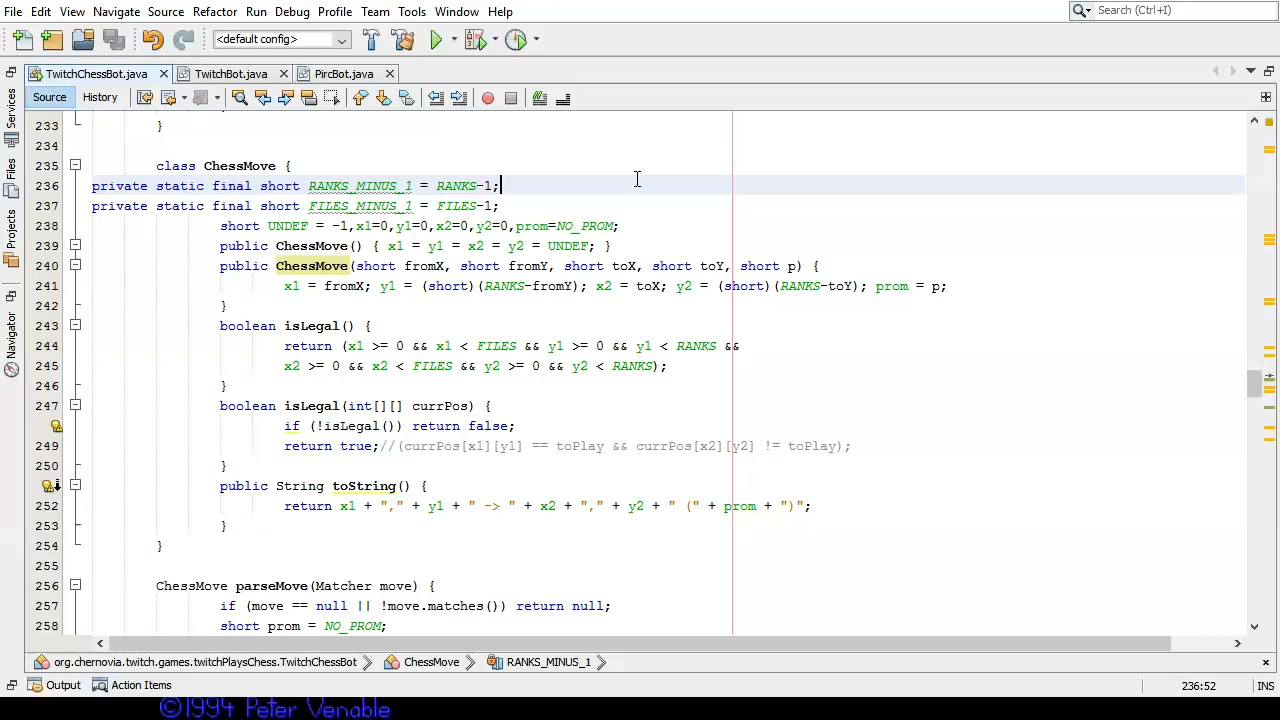 File Edit View Navigate Source Refactor Run Debug Profile Team Tools Window Help
Search (Ctrl+I)
<default config>
TwitchChessBot.java TwitchBot.java PircBot.java
Source History
Services
Files
Projects
Navigator
233 }
234
235 class ChessMove {
236 private static final short RANKS_MINUS_1 = RANKS-1;
237 private static final short FILES_MINUS_1 = FILES-1;
238 short UNDEF = -1,x1=0,y1=0,x2=0,y2=0,prom=NO_PROM;
239 public ChessMove() { x1 = y1 = x2 = y2 = UNDEF; }
240 public ChessMove(short fromX, short fromY, short toX, short toY, short p) {
241 x1 = fromX; y1 = (short)(RANKS-fromY); x2 = toX; y2 = (short)(RANKS-toY); prom = p;
242 }
243 boolean isLegal() {
244 return (x1 >= 0 && x1 < FILES && y1 >= 0 && y1 < RANKS &&
245 x2 >= 0 && x2 < FILES && y2 >= 0 && y2 < RANKS);
246 }
247 boolean isLegal(int[][] currPos) {
if (!isLegal()) return false;
249 return true;//(currPos[x1][y1] == toPlay && currPos[x2][y2] != toPlay);
250 }
public String toString() {
252 return x1 + "," + y1 + " -> " + x2 + "," + y2 + " (" + prom + ")";
253 }
254 }
255
256 ChessMove parseMove(Matcher move) {
257 if (move == null || !move.matches()) return null;
258 short prom = NO_PROM;
org.chernovia.twitch.games.twitchPlaysChess.TwitchChessBot ChessMove RANKS_MINUS_1
Output Action Items
236:52 INS
©1994 Peter Venable